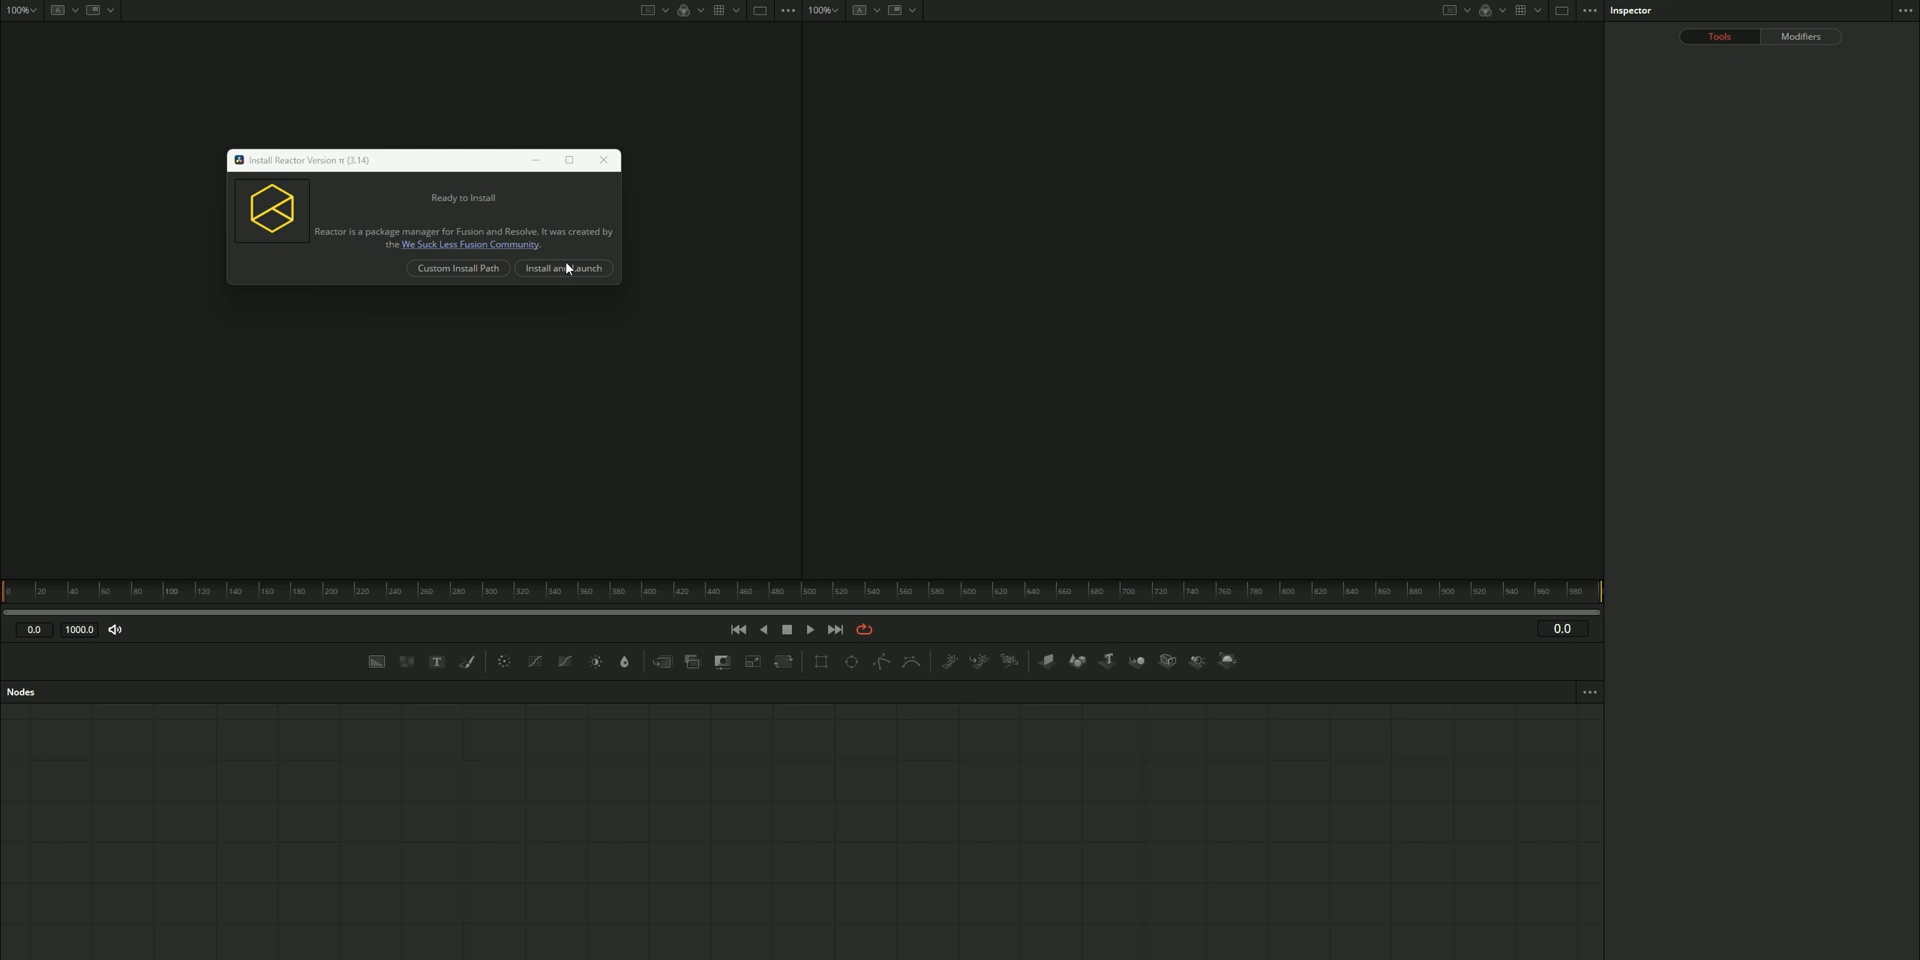 100%
A
100%
A
Inspector
Tools
Modifiers
Install Reactor Version π (3.14)
Ready to Install
Reactor is a package manager for Fusion and Resolve. It was created by
the We Suck Less Fusion Community.
Custom Install Path
Install and Launch
0 20 40 60 80 100 120 140 160 180 200 220 240 260 280 300 320 340 360 380 400 420 440 460 480 500 520 540 560 580 600 620 640 660 680 700 720 740 760 780 800 820 840 860 880 900 920 940 960 980
0.0
1000.0
0.0
T
Nodes